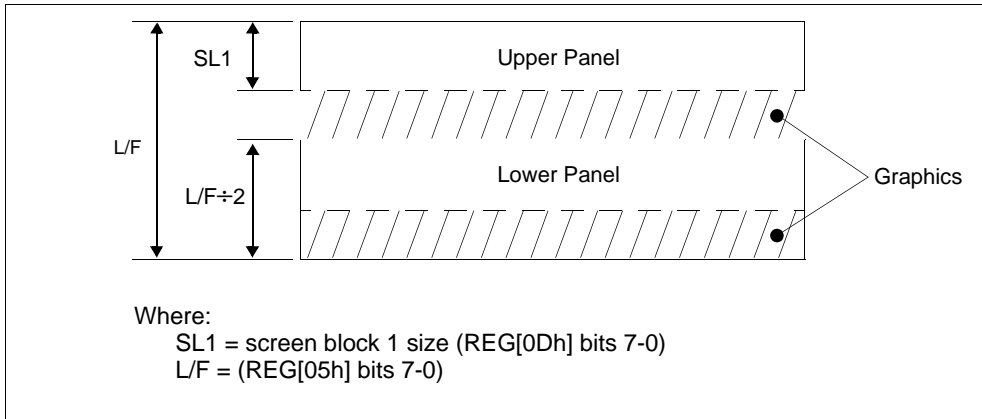 SL1
Upper Panel
L/F
L/F÷2
Lower Panel
Graphics
Where:
SL1 = screen block 1 size (REG[0Dh] bits 7-0)
L/F = (REG[05h] bits 7-0)